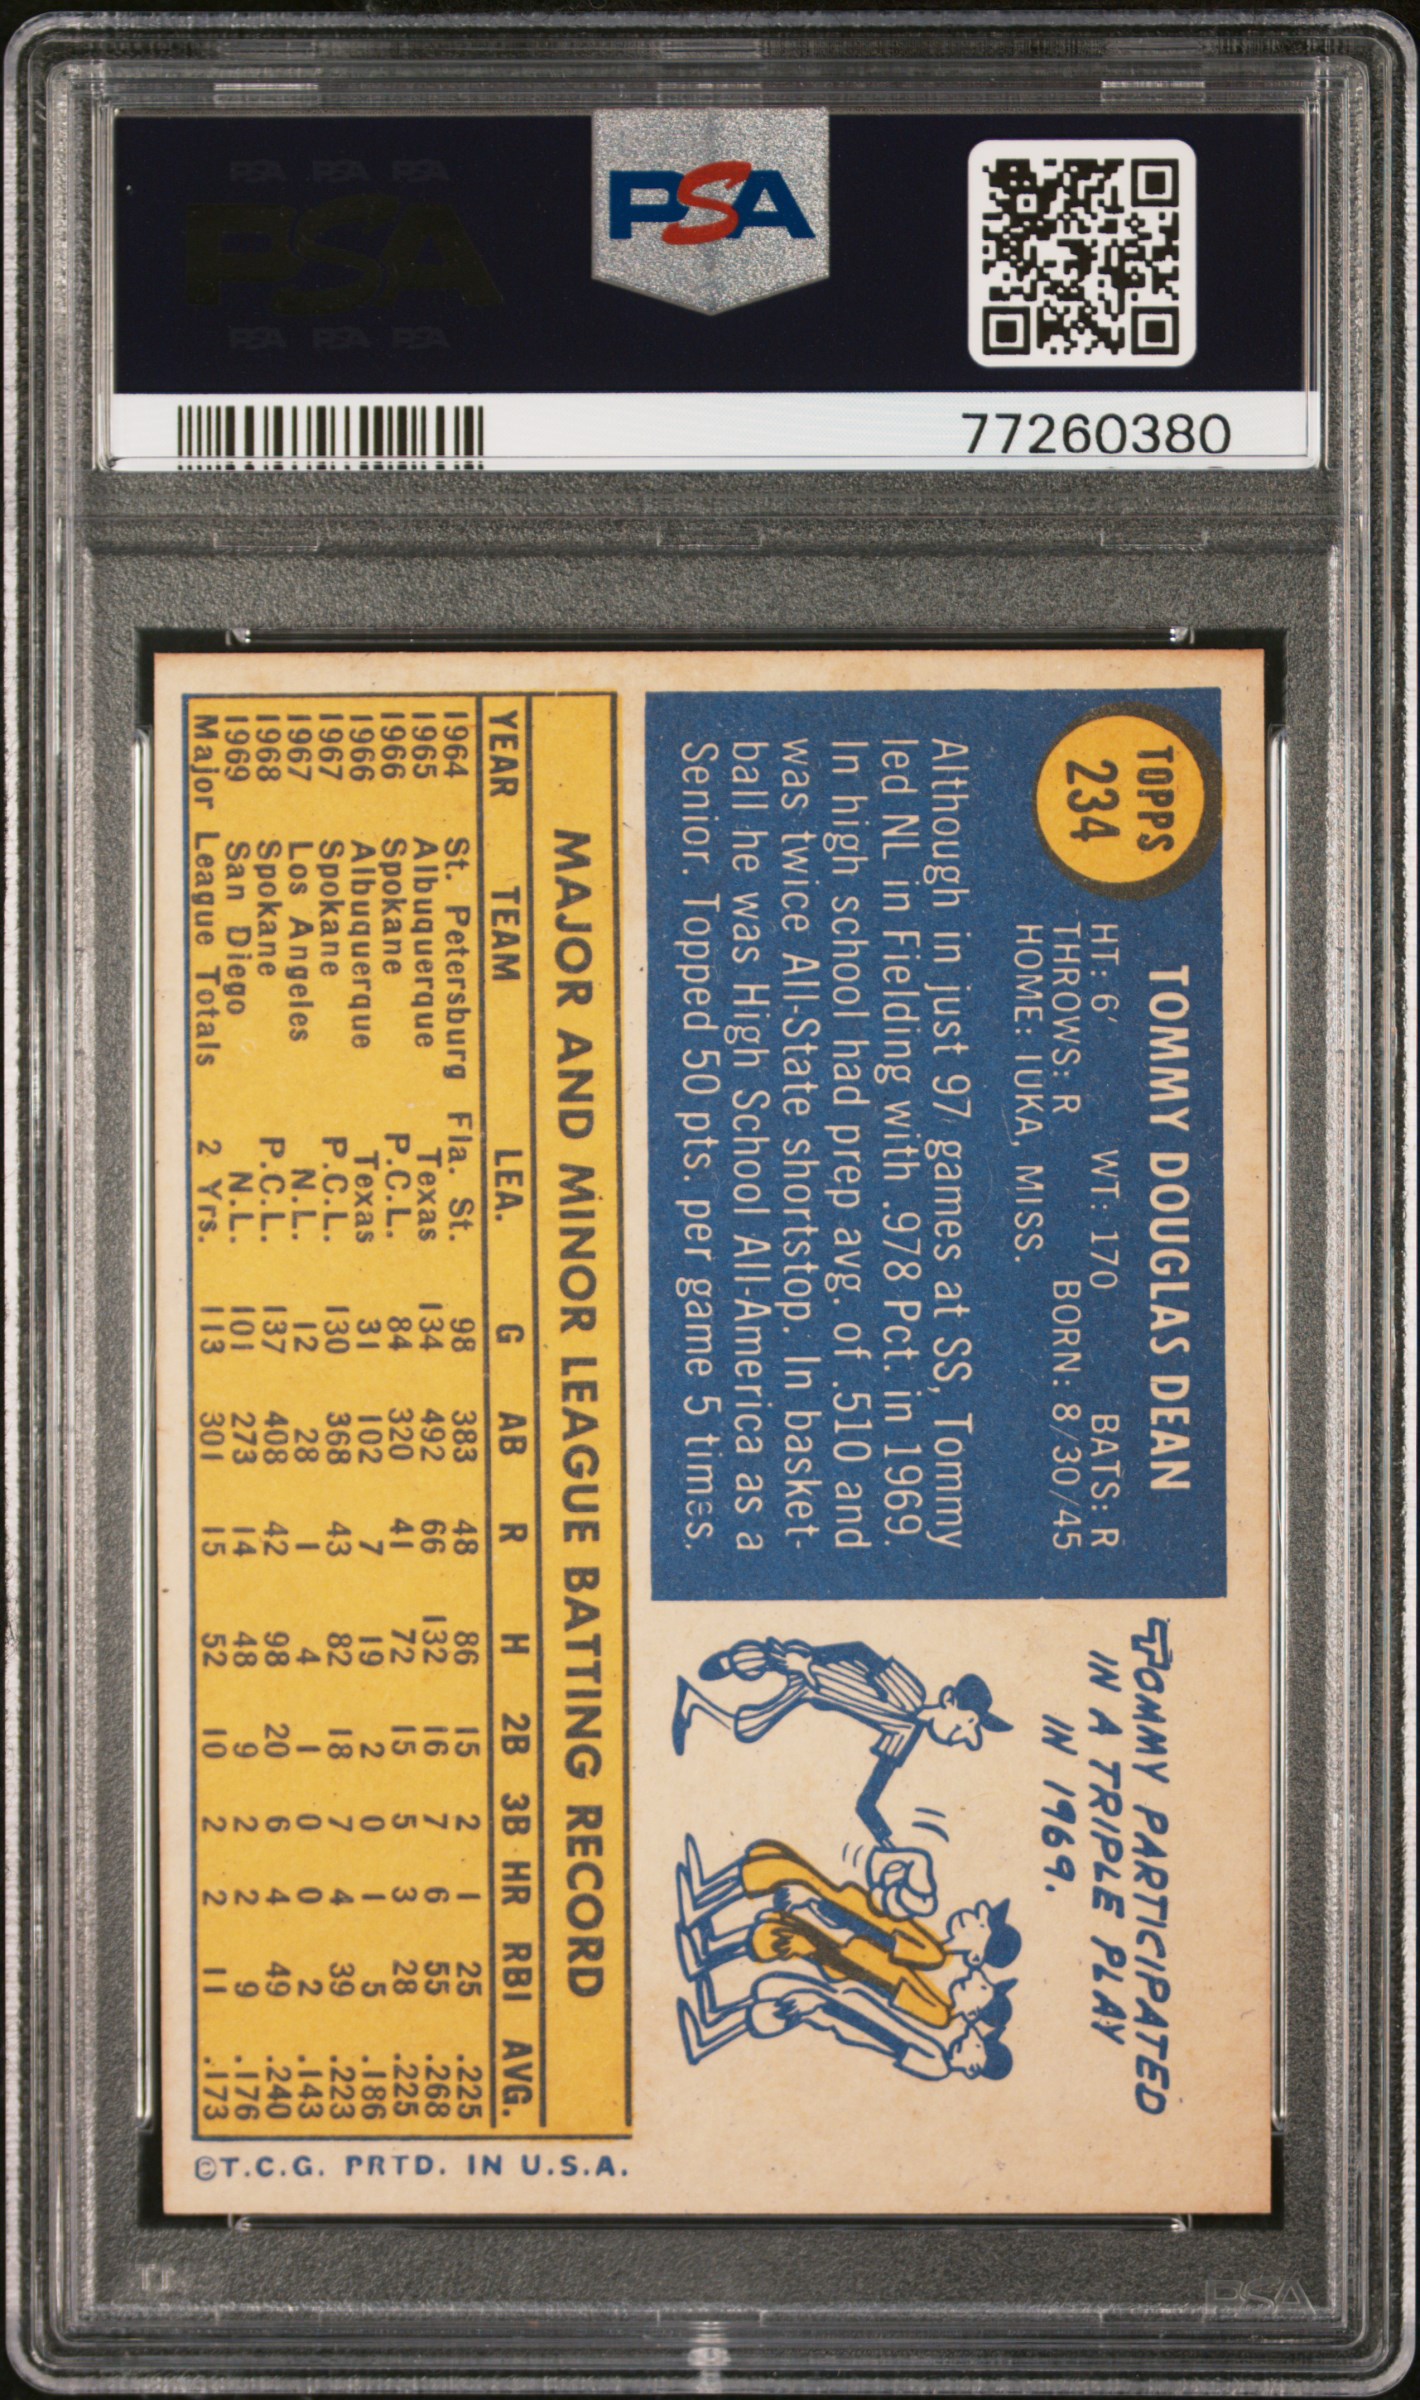 PSA PSA PSA
PSA
PSA PSA PSA
PSA
77260380
TOPPS
234
TOMMY DOUGLAS DEAN
HT: 6' WT: 170 BATS: R
THROWS: R BORN: 8/30/45
HOME: IUKA, MISS.
Although in just 97 games at SS, Tommy
led NL in Fielding with .978 Pct. in 1969.
In high school had prep avg. of .510 and
was twice All-State shortstop. In basket-
ball he was High School All-America as a
Senior. Topped 50 pts. per game 5 times.
TOMMY PARTICIPATED
IN A TRIPLE PLAY
IN 1969.
MAJOR AND MINOR LEAGUE BATTING RECORD
YEAR TEAM LEA. G AB R H 2B 3B HR RBI AVG.
1964 St. Petersburg Fla. St. 98 383 48 86 15 2 1 25 .225
1965 Albuquerque Texas 134 492 66 132 16 7 6 55 .268
1966 Spokane P.C.L. 84 320 41 72 15 5 3 28 .225
1966 Albuquerque Texas 31 102 7 19 2 0 1 5 .186
1967 Spokane P.C.L. 130 368 43 82 18 7 4 39 .223
1967 Los Angeles N.L. 12 28 1 4 1 0 0 2 .143
1968 Spokane P.C.L. 137 408 42 98 20 6 4 49 .240
1969 San Diego N.L. 101 273 14 48 9 2 2 9 .176
Major League Totals 2 Yrs. 113 301 15 52 10 2 2 11 .173
©T.C.G. PRTD. IN U.S.A.
PSA